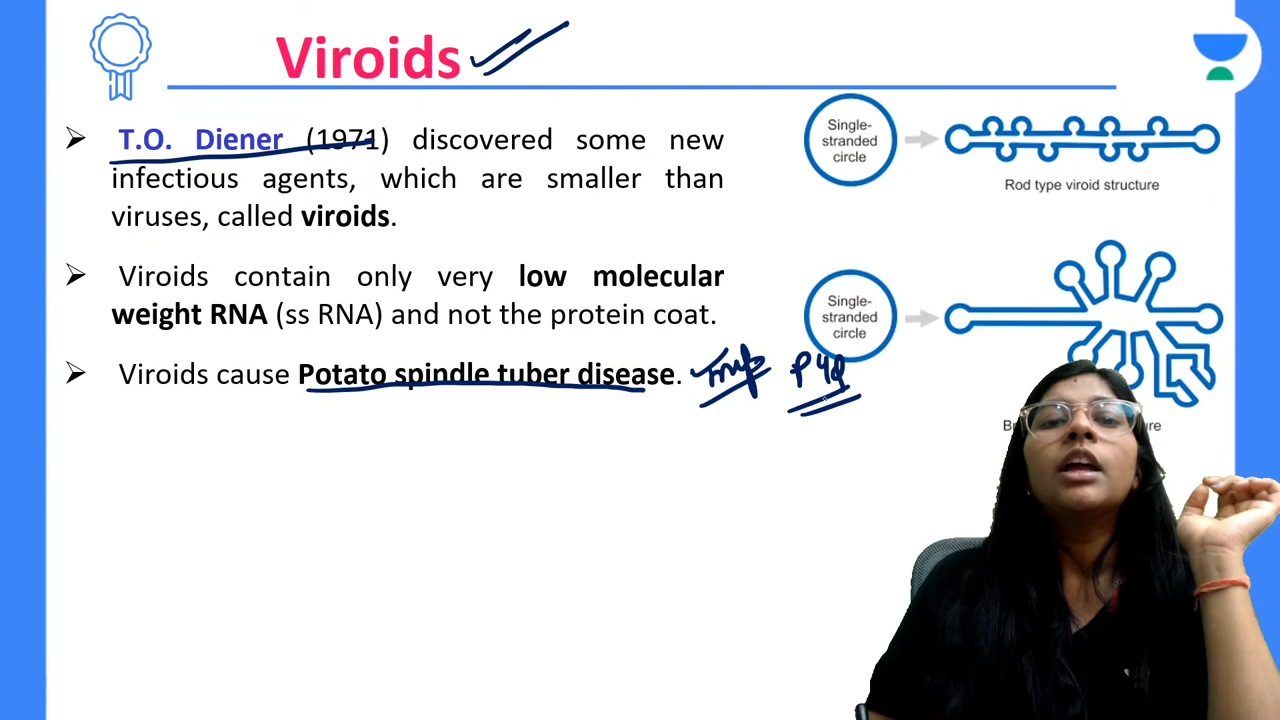 Viroids
➢ T.O. Diener (1971) discovered some new
infectious agents, which are smaller than
viruses, called viroids.
➢ Viroids contain only very low molecular
weight RNA (ss RNA) and not the protein coat.
➢ Viroids cause Potato spindle tuber disease.
PYQ
Single-
stranded
circle
Rod type viroid structure
Single-
stranded
circle